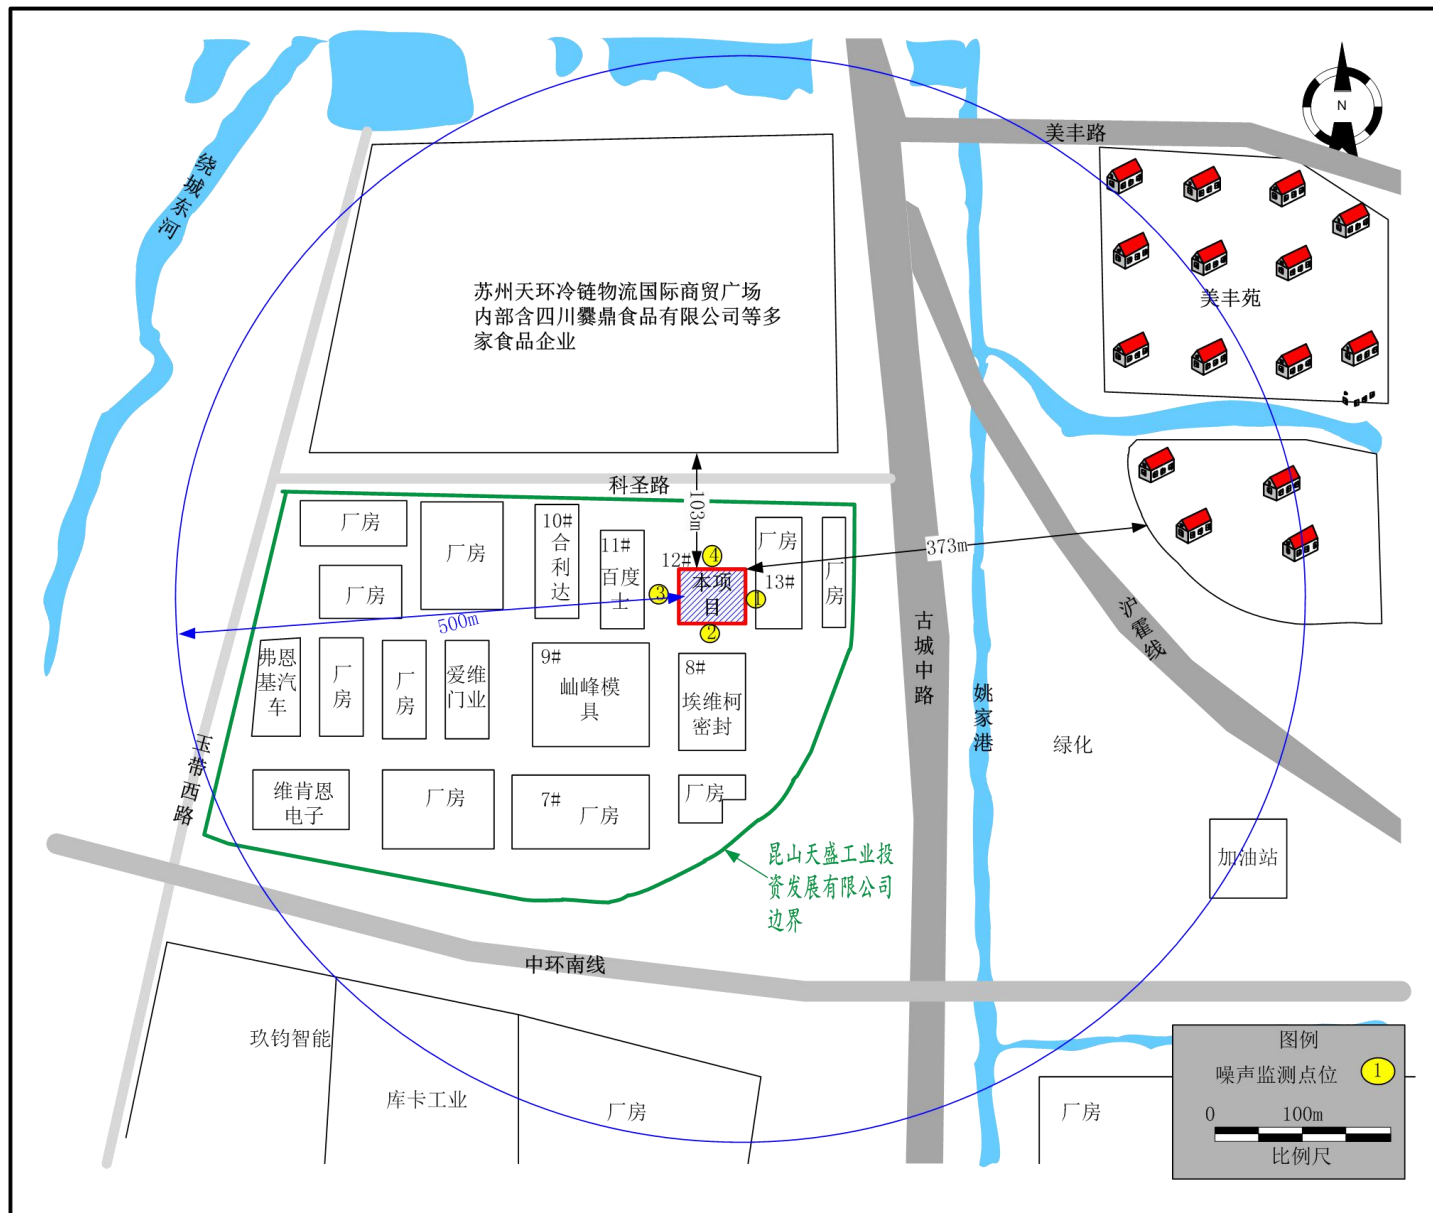 N
美丰路
绕城东河
苏州天环冷链物流国际商贸广场
内部含四川爨鼎食品有限公司等多
家食品企业
美丰苑
科圣路
103m
373m
500m
厂房
厂房
10#
合利达
11#
百度士
12#
④
③
本项目
①
②
厂房
13#
厂房
厂房
弗恩
基汽
车
厂房
厂房
爱维
门业
9#
屾峰模
具
8#
埃维柯
密封
古城中路
姚家港
沪霍线
绿化
玉带西路
维肯恩
电子
厂房
7#
厂房
厂房
加油站
昆山天盛工业投
资发展有限公司
边界
中环南线
玖钧智能
库卡工业
厂房
厂房
图例
噪声监测点位 ①
0 100m
比例尺